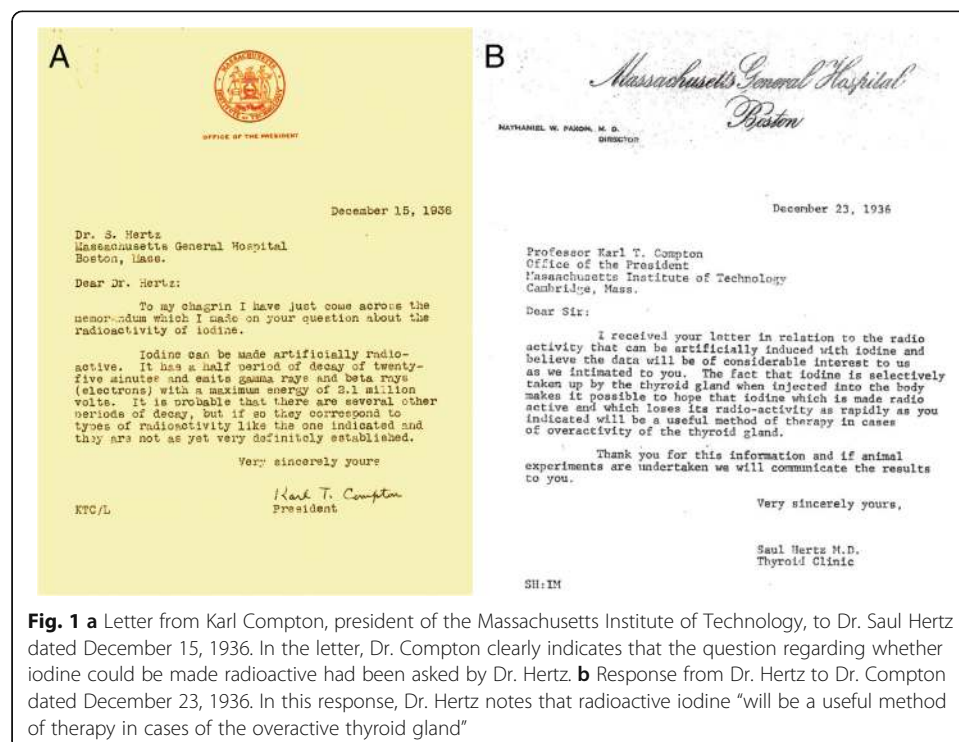 A
MASSACHUSETTS INSTITUTE OF TECHNOLOGY
OFFICE OF THE PRESIDENT
December 15, 1936
Dr. S. Hertz
Massachusetts General Hospital
Boston, Mass.
Dear Dr. Hertz:
To my chagrin I have just come across the
memorandum which I made on your question about the
radioactivity of iodine.
Iodine can be made artificially radio-
active. It has a half period of decay of twenty-
five minutes and emits gamma rays and beta rays
(electrons) with a maximum energy of 2.1 million
volts. It is probable that there are several other
periods of decay, but if so they correspond to
types of radioactivity like the one indicated and
they are not as yet very definitely established.
Very sincerely yours
Karl T. Compton
President
KTC/L
B
Massachusetts General Hospital
Boston
NATHANIEL W. FAXON, M. D.
DIRECTOR
December 23, 1936
Professor Karl T. Compton
Office of the President
Massachusetts Institute of Technology
Cambridge, Mass.
Dear Sir:
I received your letter in relation to the radio
activity that can be artificially induced with iodine and
believe the data will be of considerable interest to us
as we intimated to you. The fact that iodine is selectively
taken up by the thyroid gland when injected into the body
makes it possible to hope that iodine which is made radio
active and which loses its radio-activity as rapidly as you
indicated will be a useful method of therapy in cases
of overactivity of the thyroid gland.
Thank you for this information and if animal
experiments are undertaken we will communicate the results
to you.
Very sincerely yours,
Saul Hertz M.D.
Thyroid Clinic
SH:IM
Fig. 1 a Letter from Karl Compton, president of the Massachusetts Institute of Technology, to Dr. Saul Hertz
dated December 15, 1936. In the letter, Dr. Compton clearly indicates that the question regarding whether
iodine could be made radioactive had been asked by Dr. Hertz. b Response from Dr. Hertz to Dr. Compton
dated December 23, 1936. In this response, Dr. Hertz notes that radioactive iodine “will be a useful method
of therapy in cases of the overactive thyroid gland”